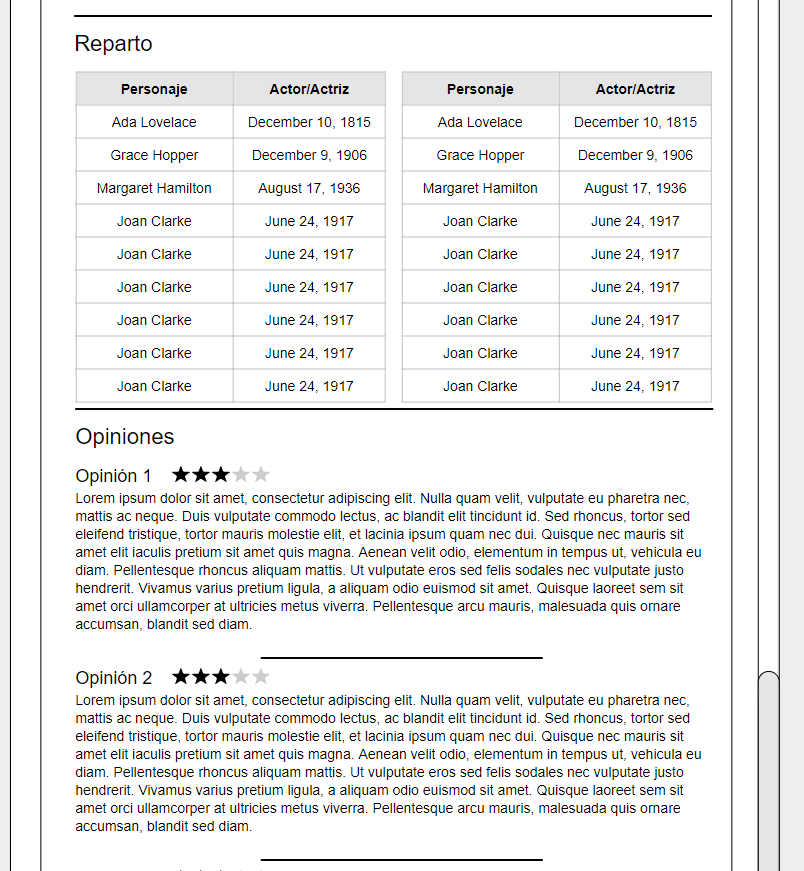 Reparto
Personaje Actor/Actriz Personaje Actor/Actriz
Ada Lovelace December 10, 1815 Ada Lovelace December 10, 1815
Grace Hopper December 9, 1906 Grace Hopper December 9, 1906
Margaret Hamilton August 17, 1936 Margaret Hamilton August 17, 1936
Joan Clarke June 24, 1917 Joan Clarke June 24, 1917
Joan Clarke June 24, 1917 Joan Clarke June 24, 1917
Joan Clarke June 24, 1917 Joan Clarke June 24, 1917
Joan Clarke June 24, 1917 Joan Clarke June 24, 1917
Joan Clarke June 24, 1917 Joan Clarke June 24, 1917
Joan Clarke June 24, 1917 Joan Clarke June 24, 1917
Opiniones
Opinión 1
Lorem ipsum dolor sit amet, consectetur adipiscing elit. Nulla quam velit, vulputate eu pharetra nec,
mattis ac neque. Duis vulputate commodo lectus, ac blandit elit tincidunt id. Sed rhoncus, tortor sed
eleifend tristique, tortor mauris molestie elit, et lacinia ipsum quam nec dui. Quisque nec mauris sit
amet elit iaculis pretium sit amet quis magna. Aenean velit odio, elementum in tempus ut, vehicula eu
diam. Pellentesque rhoncus aliquam mattis. Ut vulputate eros sed felis sodales nec vulputate justo
hendrerit. Vivamus varius pretium ligula, a aliquam odio euismod sit amet. Quisque laoreet sem sit
amet orci ullamcorper at ultricies metus viverra. Pellentesque arcu mauris, malesuada quis ornare
accumsan, blandit sed diam.
Opinión 2
Lorem ipsum dolor sit amet, consectetur adipiscing elit. Nulla quam velit, vulputate eu pharetra nec,
mattis ac neque. Duis vulputate commodo lectus, ac blandit elit tincidunt id. Sed rhoncus, tortor sed
eleifend tristique, tortor mauris molestie elit, et lacinia ipsum quam nec dui. Quisque nec mauris sit
amet elit iaculis pretium sit amet quis magna. Aenean velit odio, elementum in tempus ut, vehicula eu
diam. Pellentesque rhoncus aliquam mattis. Ut vulputate eros sed felis sodales nec vulputate justo
hendrerit. Vivamus varius pretium ligula, a aliquam odio euismod sit amet. Quisque laoreet sem sit
amet orci ullamcorper at ultricies metus viverra. Pellentesque arcu mauris, malesuada quis ornare
accumsan, blandit sed diam.